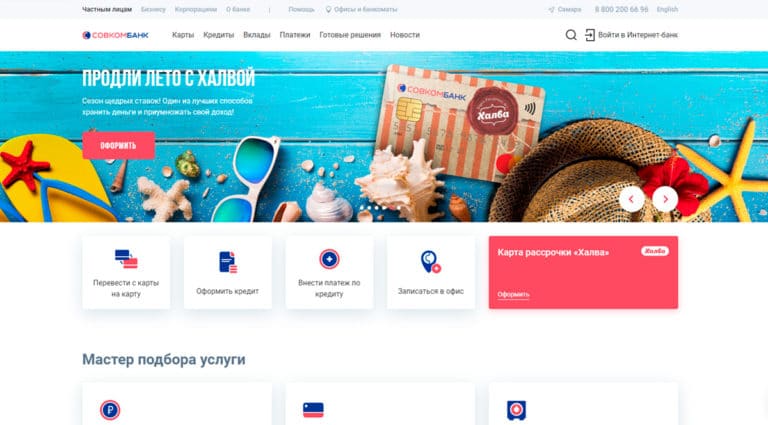 Частным лицам Бизнесу Корпорациями О банке | Помощь Офисы и банкоматы Самара 8 800 200 66 96 English
СОВКОМБАНК Карты Кредиты Вклады Платежи Готовые решения Новости Войти в Интернет-банк
ПРОДЛИ ЛЕТО С ХАЛВОЙ
Сезон щедрых ставок! Один из лучших способов
хранить деньги и приумножать свой доход!
ОФОРМИТЬ
СОВКОМБАНК
Халва
Перевести с карты
на карту
Оформить кредит
Внести платеж по
кредиту
Записаться в офис
Карта рассрочки «Халва»
Халва
Оформить
Мастер подбора услуги